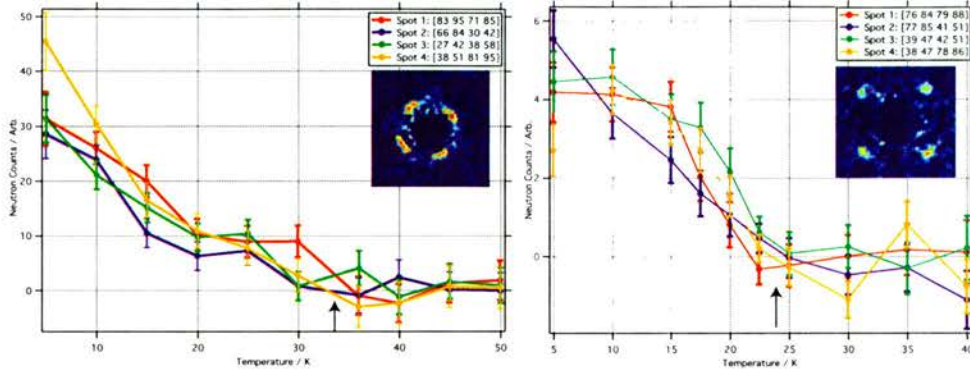 50
40
30
20
10
0
Neutron Counts / Arb.
10
20
30
40
50
Temperature / K
Spot 1: [83 95 71 85]
Spot 2: [66 84 30 42]
Spot 3: [27 42 38 58]
Spot 4: [38 51 81 95]
6
4
2
0
Neutron Counts / Arb.
5
10
15
20
25
30
35
40
Temperature / K
Spot 1: [76 84 79 88]
Spot 2: [77 85 41 51]
Spot 3: [39 47 42 51]
Spot 4: [38 47 78 86]